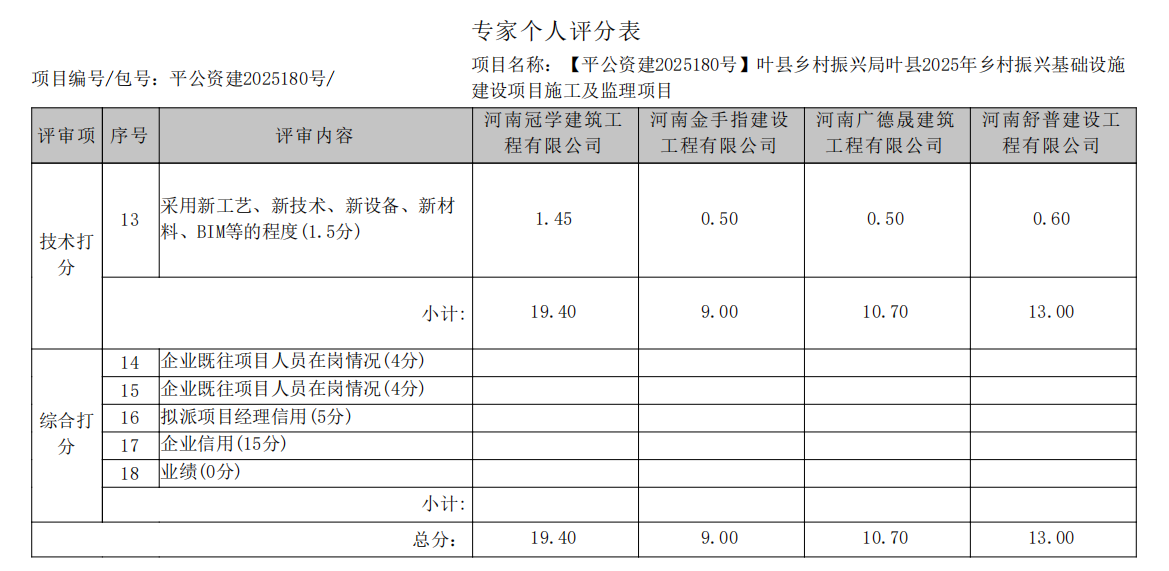 专家个人评分表
项目编号/包号：平公资建2025180号/
项目名称：【平公资建2025180号】叶县乡村振兴局叶县2025年乡村振兴基础设施
建设项目施工及监理项目
评审项 序号 评审内容 河南冠学建筑工程有限公司 河南金手指建设工程有限公司 河南广德晟建筑工程有限公司 河南舒普建设工程有限公司
技术打分
13 采用新工艺、新技术、新设备、新材料、BIM等的程度(1.5分) 1.45 0.50 0.50 0.60
小计: 19.40 9.00 10.70 13.00
综合打分
14 企业既往项目人员在岗情况(4分)
15 企业既往项目人员在岗情况(4分)
16 拟派项目经理信用(5分)
17 企业信用(15分)
18 业绩(0分)
小计:
总分： 19.40 9.00 10.70 13.00